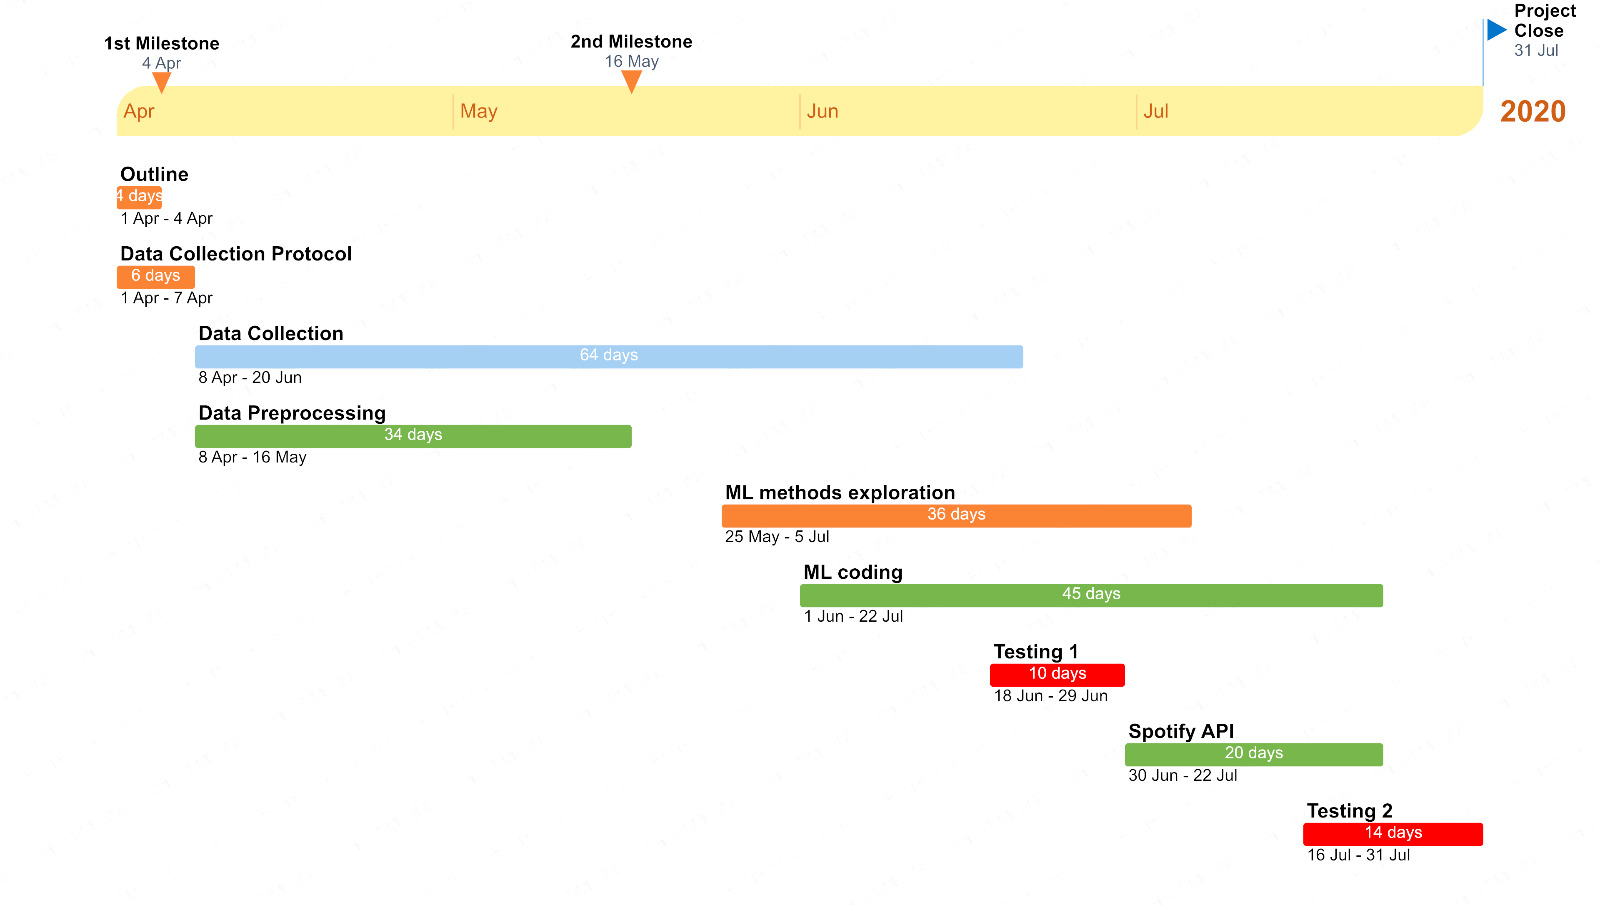 Project
Close
31 Jul
1st Milestone
4 Apr
2nd Milestone
16 May
Apr
May
Jun
Jul
2020
Outline
4 days
1 Apr - 4 Apr
Data Collection Protocol
6 days
1 Apr - 7 Apr
Data Collection
64 days
8 Apr - 20 Jun
Data Preprocessing
34 days
8 Apr - 16 May
ML methods exploration
36 days
25 May - 5 Jul
ML coding
45 days
1 Jun - 22 Jul
Testing 1
10 days
18 Jun - 29 Jun
Spotify API
20 days
30 Jun - 22 Jul
Testing 2
14 days
16 Jul - 31 Jul